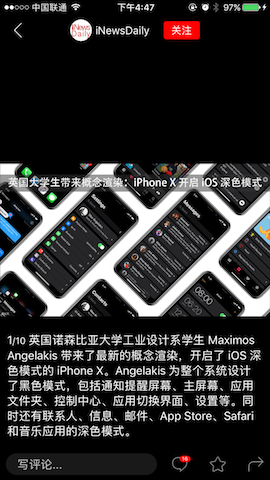 中国联通
下午4:47
97%
iNews
Daily
iNewsDaily
关注
英国大学生带来概念渲染：iPhone X 开启 iOS 深色模式
Messages
Contacts
1/10 英国诺森比亚大学工业设计系学生 Maximos
Angelakis 带来了最新的概念渲染，开启了 iOS 深
色模式的 iPhone X。Angelakis 为整个系统设计
了黑色模式，包括通知提醒屏幕、主屏幕、应用
文件夹、控制中心、应用切换界面、设置等。同
时还有联系人、信息、邮件、App Store、Safari
和音乐应用的深色模式。
写评论...
16